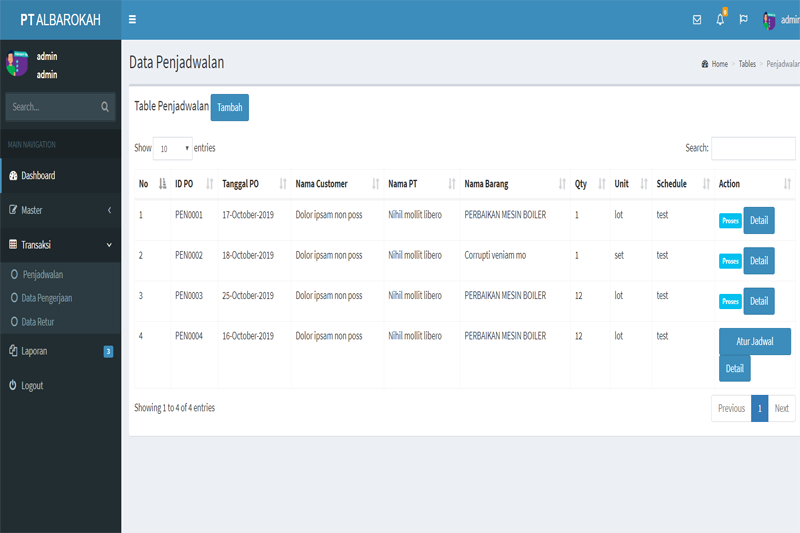 PT ALBAROKAH
8
admin
admin
admin
Search...
MAIN NAVIGATION
Dashboard
Master
Transaksi
Penjadwalan
Data Pengerjaan
Data Retur
Laporan 3
Logout
Data Penjadwalan
Home > Tables > Penjadwalan
Table Penjadwalan Tambah
Show 10 entries Search:
No ID PO Tanggal PO Nama Customer Nama PT Nama Barang Qty Unit Schedule Action
1 PEN0001 17-October-2019 Dolor ipsam non poss Nihil mollit libero PERBAIKAN MESIN BOILER 1 lot test Proses Detail
2 PEN0002 18-October-2019 Dolor ipsam non poss Nihil mollit libero Corrupti veniam mo 1 set test Proses Detail
3 PEN0003 25-October-2019 Dolor ipsam non poss Nihil mollit libero PERBAIKAN MESIN BOILER 12 lot test Proses Detail
4 PEN0004 16-October-2019 Dolor ipsam non poss Nihil mollit libero PERBAIKAN MESIN BOILER 12 lot test Atur Jadwal
Detail
Showing 1 to 4 of 4 entries Previous 1 Next